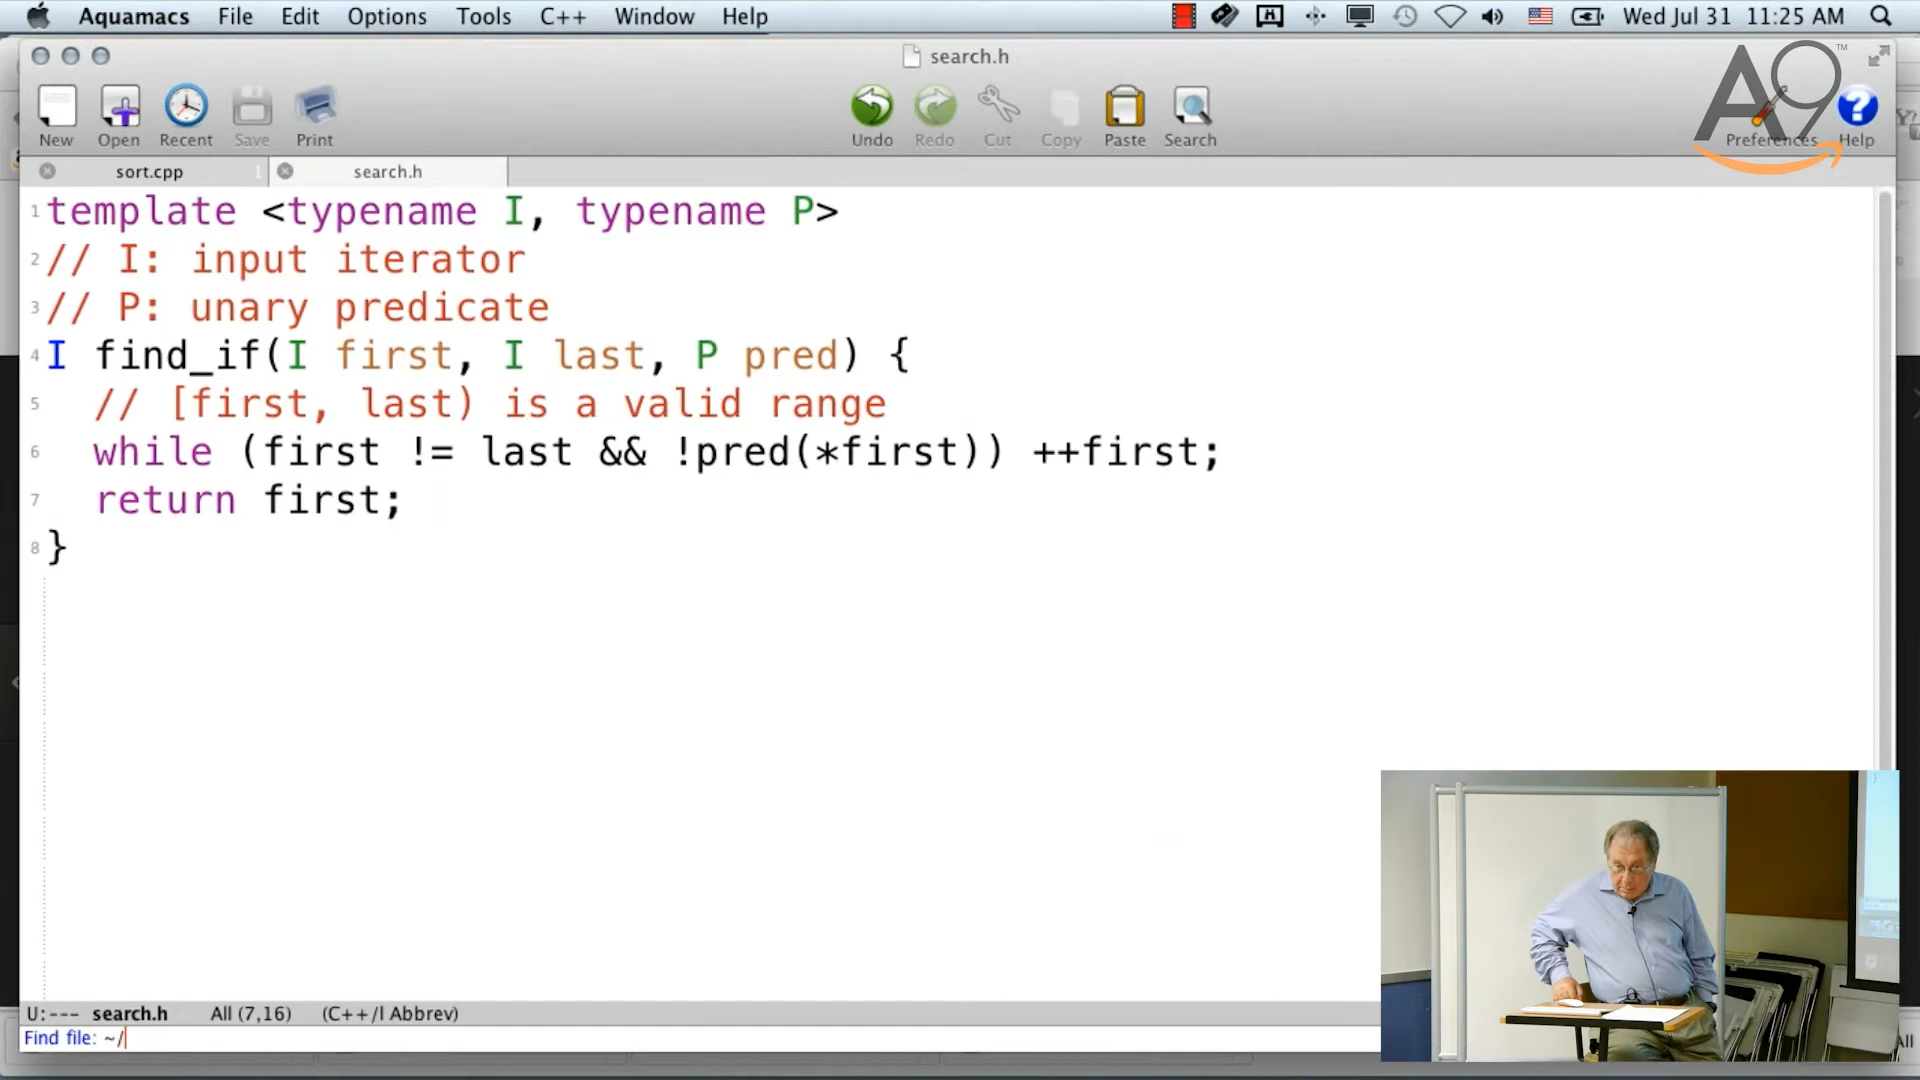 Aquamacs File Edit Options Tools C++ Window Help Wed Jul 31 11:25 AM
search.h
A9™
New Open Recent Save Print Undo Redo Cut Copy Paste Search Preferences Help
sort.cpp 1 search.h
1 template <typename I, typename P>
2 // I: input iterator
3 // P: unary predicate
4 I find_if(I first, I last, P pred) {
5 // [first, last) is a valid range
6 while (first != last && !pred(*first)) ++first;
7 return first;
8 }
U:--- search.h All (7,16) (C++/l Abbrev)
Find file: ~/
All